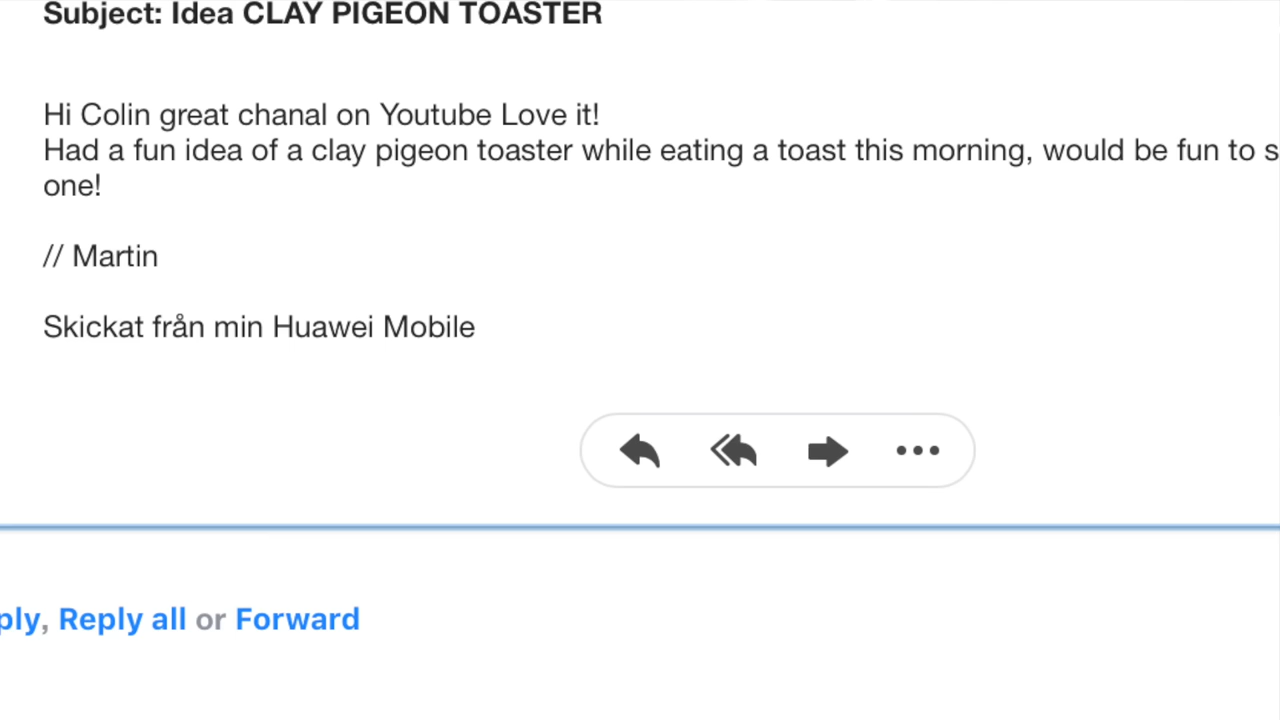 Subject: Idea CLAY PIGEON TOASTER
Hi Colin great chanal on Youtube Love it!
Had a fun idea of a clay pigeon toaster while eating a toast this morning, would be fun to
one!
// Martin
Skickat från min Huawei Mobile
Reply all or Forward